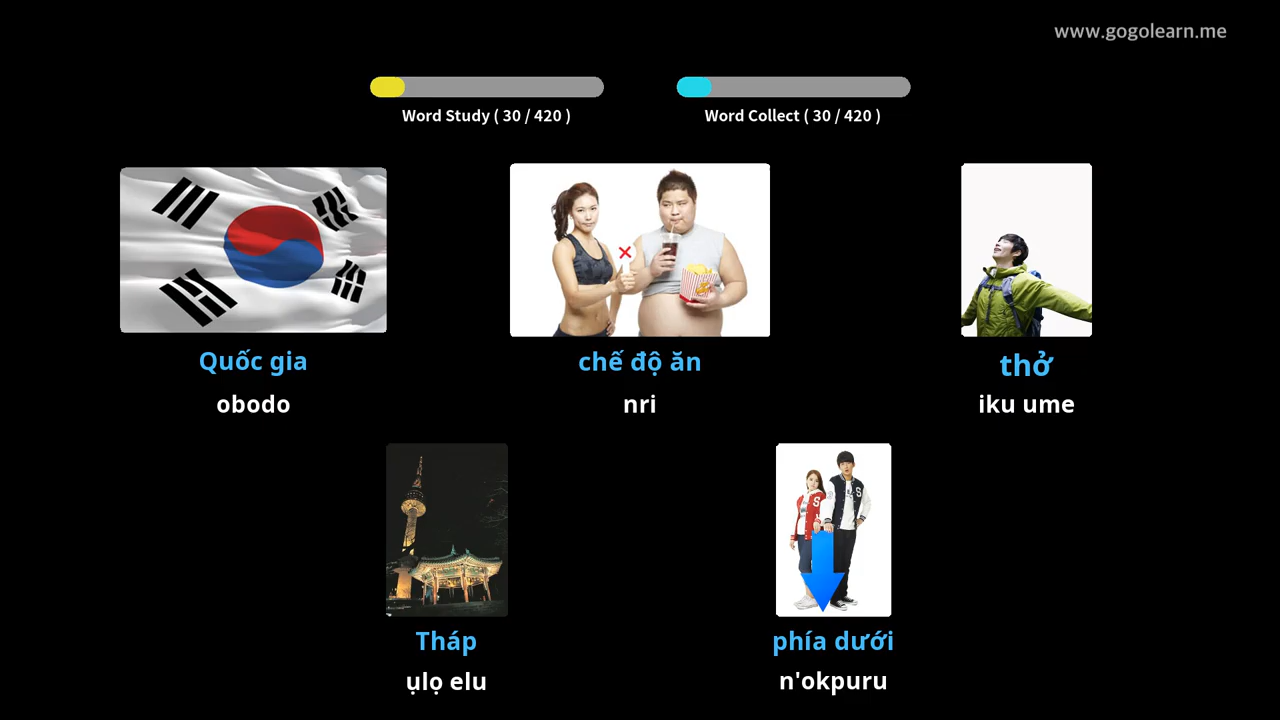 www.gogolearn.me
Word Study ( 30 / 420 )
Word Collect ( 30 / 420 )
Quốc gia
obodo
chế độ ăn
nri
thở
iku ume
Tháp
ụlọ elu
phía dưới
n'okpuru